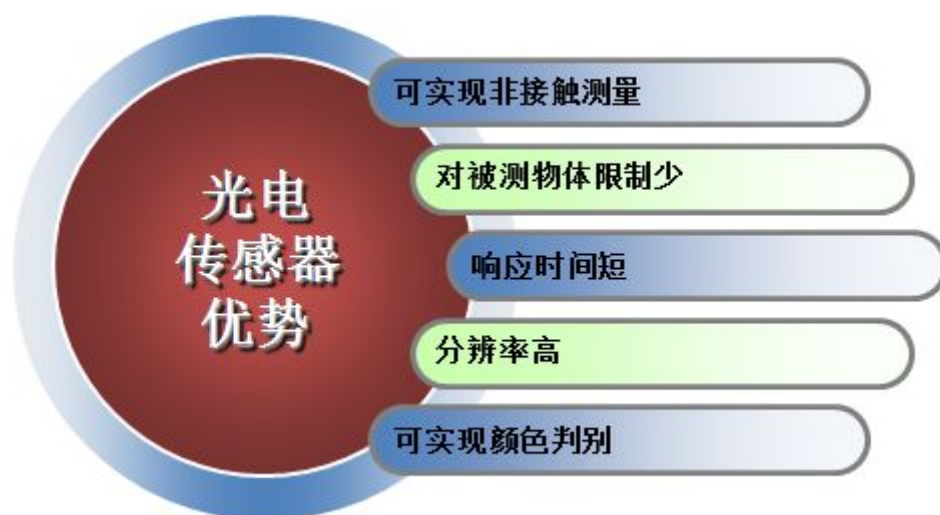 光电
传感器
优势
可实现非接触测量
对被测物体限制少
响应时间短
分辨率高
可实现颜色判别